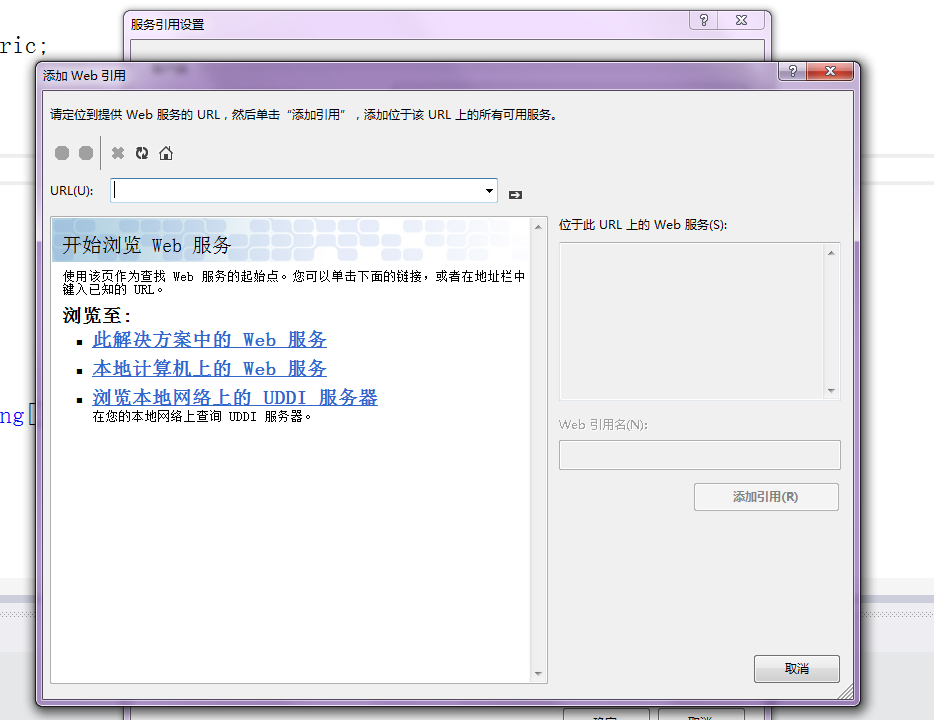 服务引用设置
ric;
添加 Web 引用
请定位到提供 Web 服务的 URL，然后单击“添加引用”，添加位于该 URL 上的所有可用服务。
URL(U):
开始浏览 Web 服务
使用该页作为查找 Web 服务的起始点。您可以单击下面的链接，或者在地址栏中
键入已知的 URL。
浏览至:
此解决方案中的 Web 服务
本地计算机上的 Web 服务
浏览本地网络上的 UDDI 服务器
在您的本地网络上查询 UDDI 服务器。
位于此 URL 上的 Web 服务(S):
ng[
Web 引用名(N):
添加引用(R)
取消
确定
取消